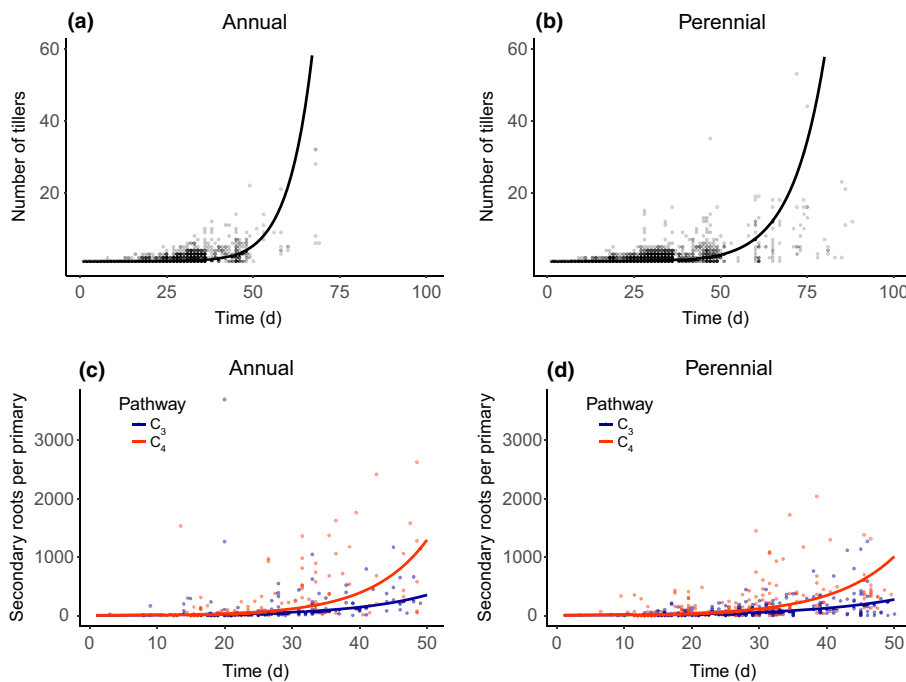 (a) Annual
(b) Perennial
60
40
20
Number of tillers
0 25 50 75 100
Time (d)
60
40
20
Number of tillers
0 25 50 75 100
Time (d)
(c) Annual
(d) Perennial
Pathway
C3
C4
3000
2000
1000
0
Secondary roots per primary
0 10 20 30 40 50
Time (d)
Pathway
C3
C4
3000
2000
1000
0
Secondary roots per primary
0 10 20 30 40 50
Time (d)